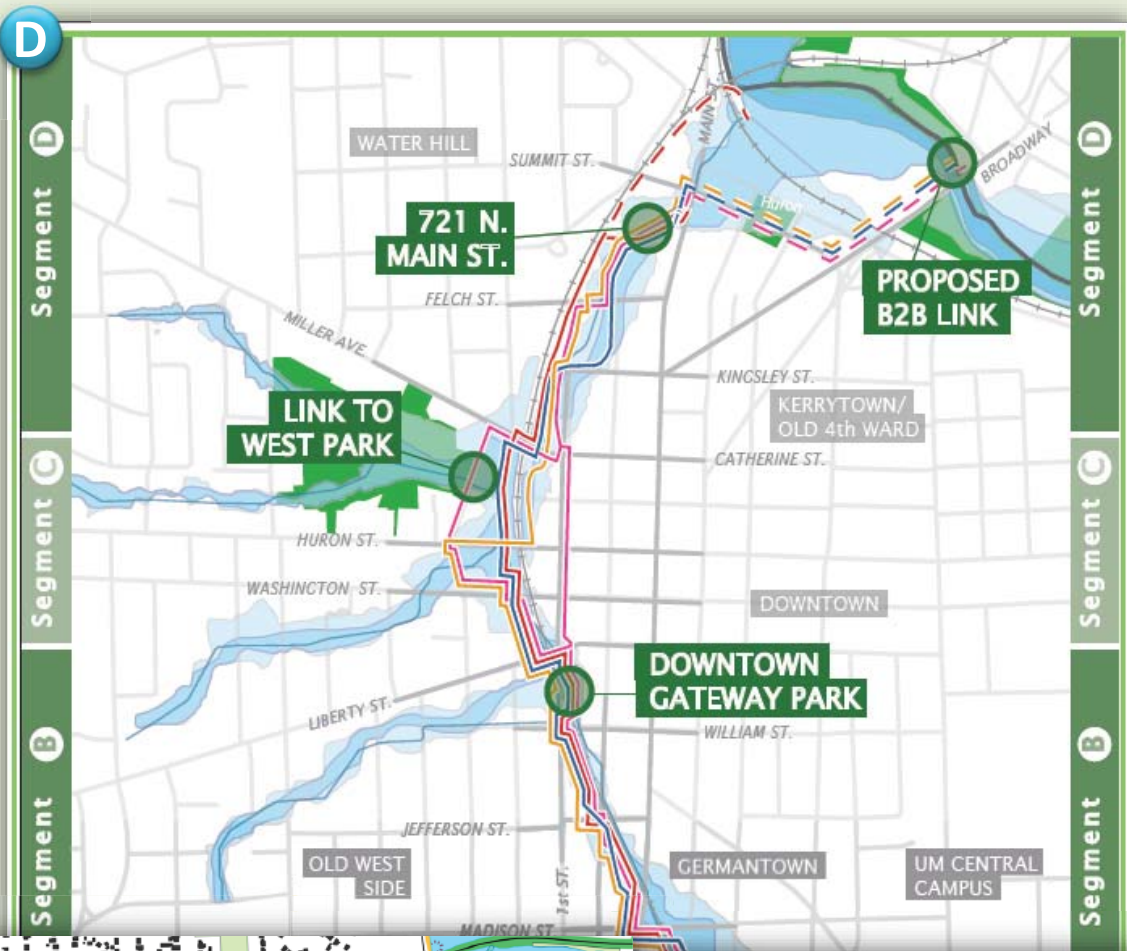 D
Segment D
Segment D
WATER HILL
SUMMIT ST.
MAIN
BROADWAY
Huron
721 N.
MAIN ST.
PROPOSED
B2B LINK
FELCH ST.
MILLER AVE.
KINGSLEY ST.
KERRYTOWN/
OLD 4th WARD
LINK TO
WEST PARK
CATHERINE ST.
Segment C
Segment C
HURON ST.
WASHINGTON ST.
DOWNTOWN
DOWNTOWN
GATEWAY PARK
LIBERTY ST.
WILLIAM ST.
Segment B
Segment B
JEFFERSON ST.
OLD WEST
SIDE
1st ST.
GERMANTOWN
UM CENTRAL
CAMPUS
MADISON ST.